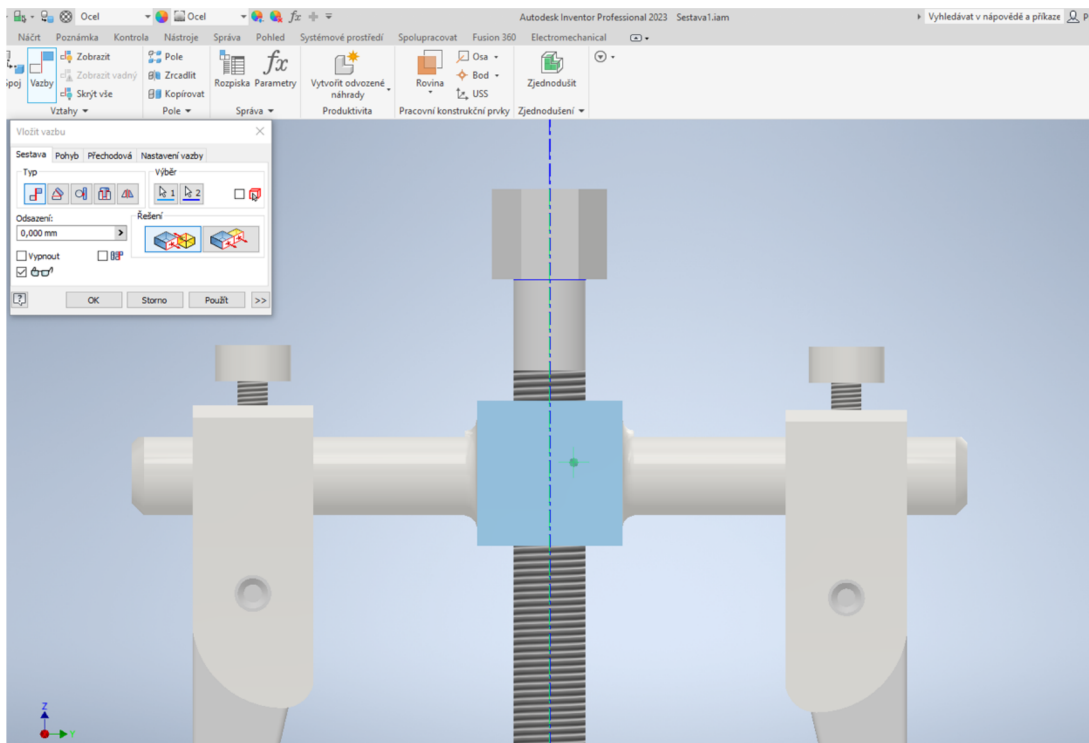 Ocel Ocel fx Autodesk Inventor Professional 2023 Sestava1.iam Vyhledávat v nápovědě a příkaze P
Náčrt Poznámka Kontrola Nástroje Správa Pohled Systémové prostředí Spolupracovat Fusion 360 Electromechanical
Spoj Vazby Zobrazit Pole Rozpiska fx Parametry Vytvořit odvozené náhrady Rovina Osa Zjednodušit
Zobrazit vadný Zrcadlit Bod
Skrýt vše Kopírovat USS
Vztahy Pole Správa Produktivita Pracovní konstrukční prvky Zjednodušení
Vložit vazbu
Sestava Pohyb Přechodová Nastavení vazby
Typ Výběr
1 2
Odsazení: Řešení
0,000 mm >
Vypnout
? OK Storno Použít >>
Z
Y